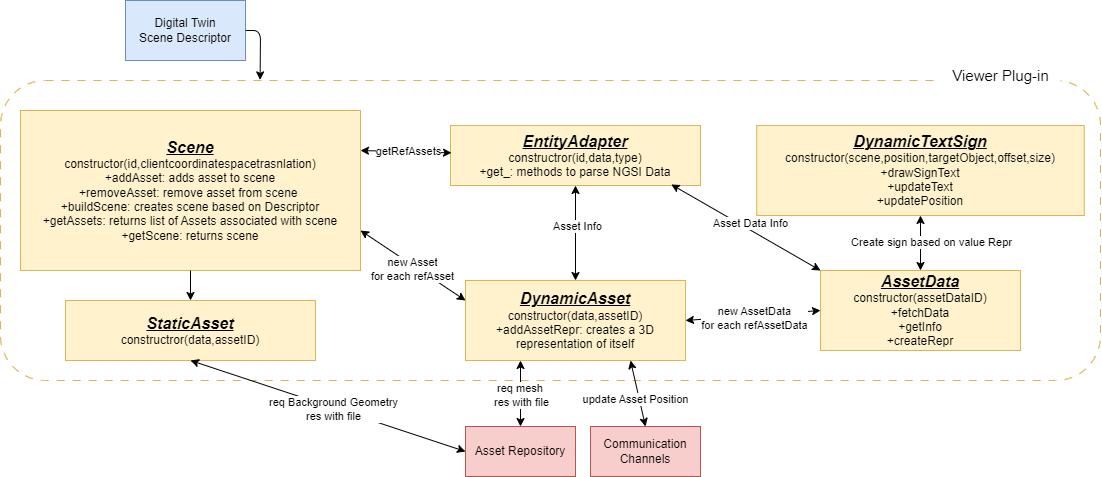 Digital Twin
Scene Descriptor
Viewer Plug-in
Scene
constructor(id,clientcoordinatespacetrasnlation)
+addAsset: adds asset to scene
+removeAsset: remove asset from scene
+buildScene: creates scene based on Descriptor
+getAssets: returns list of Assets associated with scene
+getScene: returns scene
getRefAssets
EntityAdapter
constructror(id,data,type)
+get_: methods to parse NGSI Data
DynamicTextSign
constructor(scene,position,targetObject,offset,size)
+drawSignText
+updateText
+updatePosition
Asset Info
Asset Data Info
Create sign based on value Repr
new Asset
for each refAsset
StaticAsset
constructror(data,assetID)
DynamicAsset
constructor(data,assetID)
+addAssetRepr: creates a 3D
representation of itself
new AssetData
for each refAssetData
AssetData
constructor(assetDataID)
+fetchData
+getInfo
+createRepr
req Background Geometry
res with file
req mesh
res with file
update Asset Position
Asset Repository
Communication
Channels